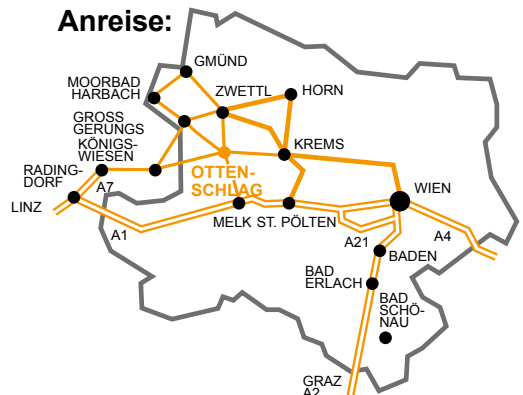 Anreise:
GMÜND
MOORBAD
HARBACH
ZWETTL
HORN
GROSS
GERUNGS
KÖNIGS-
WIESEN
KREMS
RADING-
DORF
A7
OTTEN-
SCHLAG
WIEN
LINZ
A1
MELK
ST. PÖLTEN
A21
A4
BADEN
BAD
ERLACH
BAD
SCHÖ-
NAU
GRAZ
A2